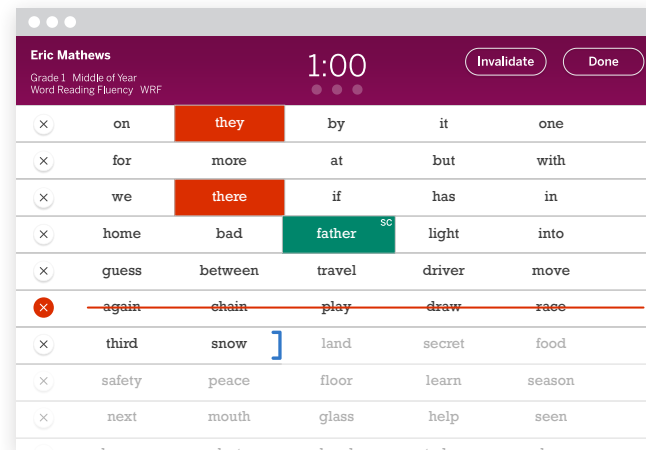 Eric Mathews
Grade 1 Middle of Year
Word Reading Fluency WRF
1:00
Invalidate
Done
on they by it one
for more at but with
we there if has in
home bad father SC light into
guess between travel driver move
again chain play draw race
third snow ] land secret food
safety peace floor learn season
next mouth glass help seen